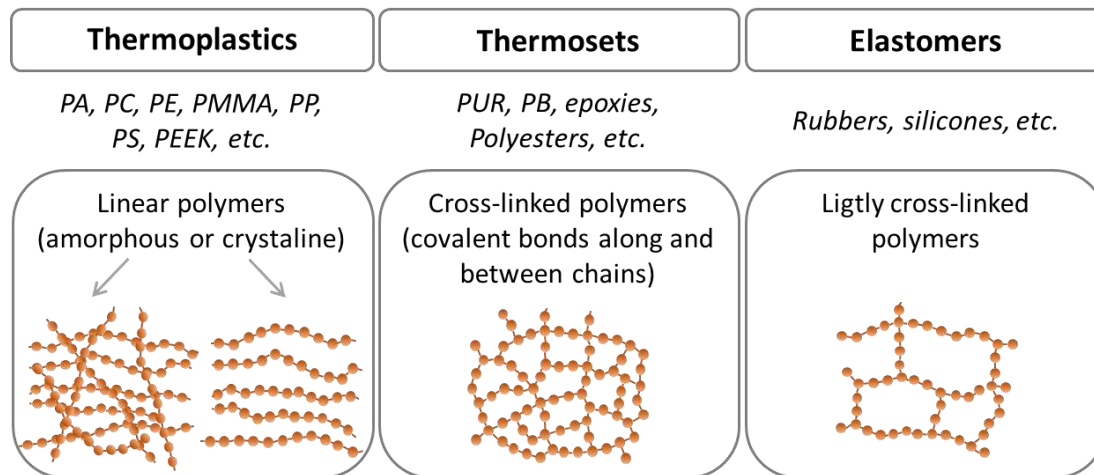 Thermoplastics
PA, PC, PE, PMMA, PP,
PS, PEEK, etc.
Linear polymers
(amorphous or crystaline)
Thermosets
PUR, PB, epoxies,
Polyesters, etc.
Cross-linked polymers
(covalent bonds along and
between chains)
Elastomers
Rubbers, silicones, etc.
Ligtly cross-linked
polymers